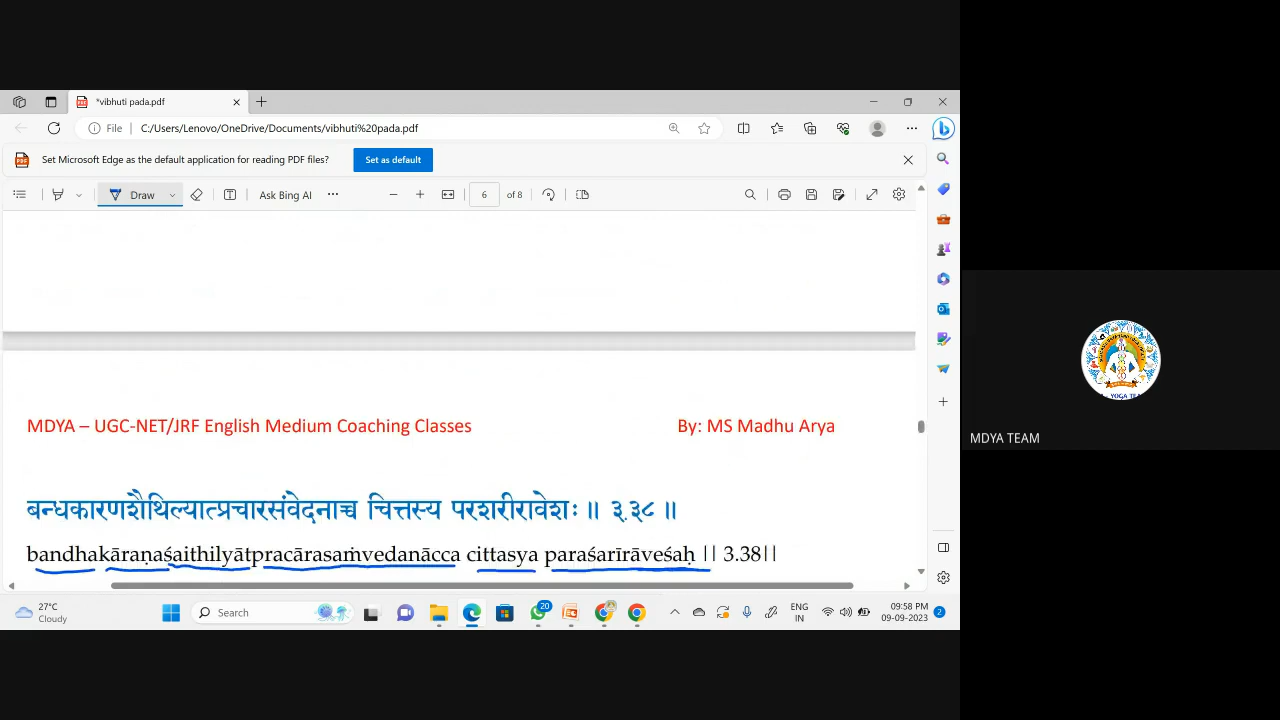 *vibhuti pada.pdf
File
C:/Users/Lenovo/OneDrive/Documents/vibhuti%20pada.pdf
Set Microsoft Edge as the default application for reading PDF files?
Set as default
Draw
Ask Bing AI
6
of 8
MDYA – UGC-NET/JRF English Medium Coaching Classes
By: MS Madhu Arya
बन्धकारणशैथिल्यात्प्रचारसंवेदनाच्च चित्तस्य परशरीरावेशः ॥ ३.३८ ॥
bandhakāraṇaśaithilyātpracārasaṁvedanācca cittasya paraśarīrāveśaḥ || 3.38||
MDYA TEAM
27°C
Cloudy
Search
20
ENG
IN
09:58 PM
09-09-2023
2